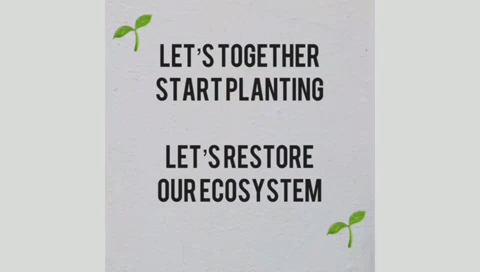 LET'S TOGETHER
START PLANTING
LET'S RESTORE
OUR ECOSYSTEM